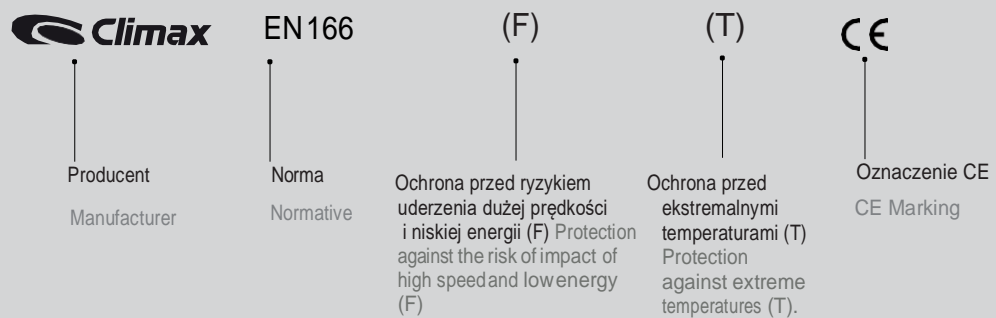 Climax EN166 (F) (T) CE
Producent
Manufacturer
Norma
Normative
Ochrona przed ryzykiem
uderzenia dużej prędkości
i niskiej energii (F) Protection
against the risk of impact of
high speed and low energy
(F)
Ochrona przed
ekstremalnymi
temperaturami (T)
Protection
against extreme
temperatures (T).
Oznaczenie CE
CE Marking